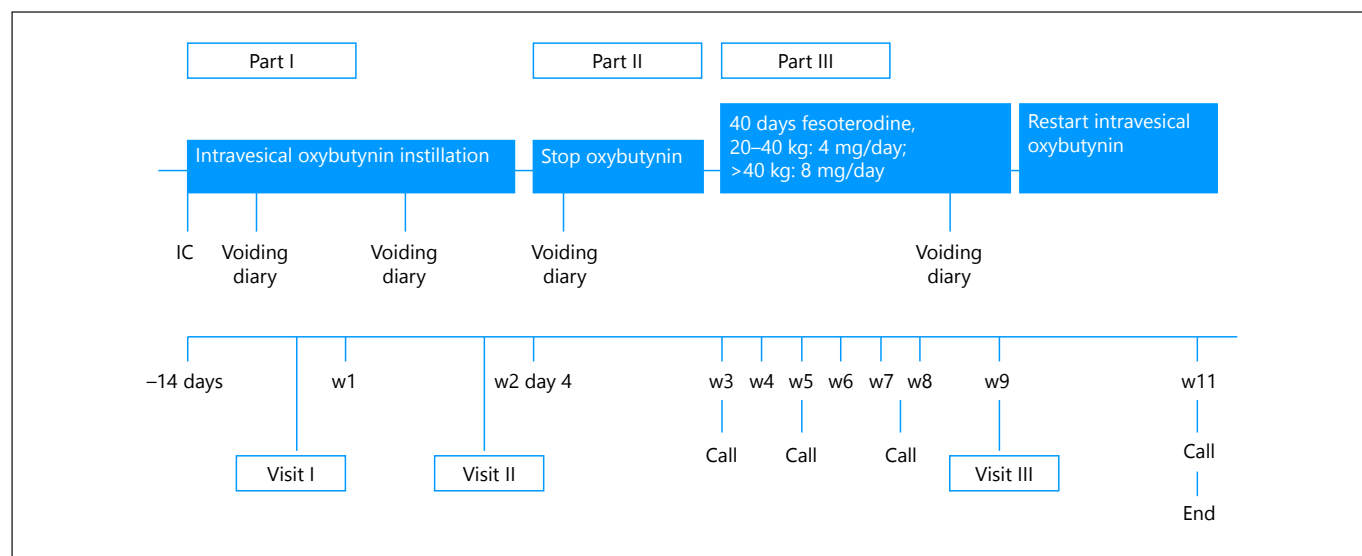 Part I
Part II
Part III
Intravesical oxybutynin instillation
Stop oxybutynin
40 days fesoterodine,
20–40 kg: 4 mg/day;
>40 kg: 8 mg/day
Restart intravesical
oxybutynin
IC
Voiding
diary
Voiding
diary
Voiding
diary
Voiding
diary
–14 days
w1
w2 day 4
w3
w4
w5
w6
w7
w8
w9
w11
Call
Call
Call
Call
Visit I
Visit II
Visit III
End